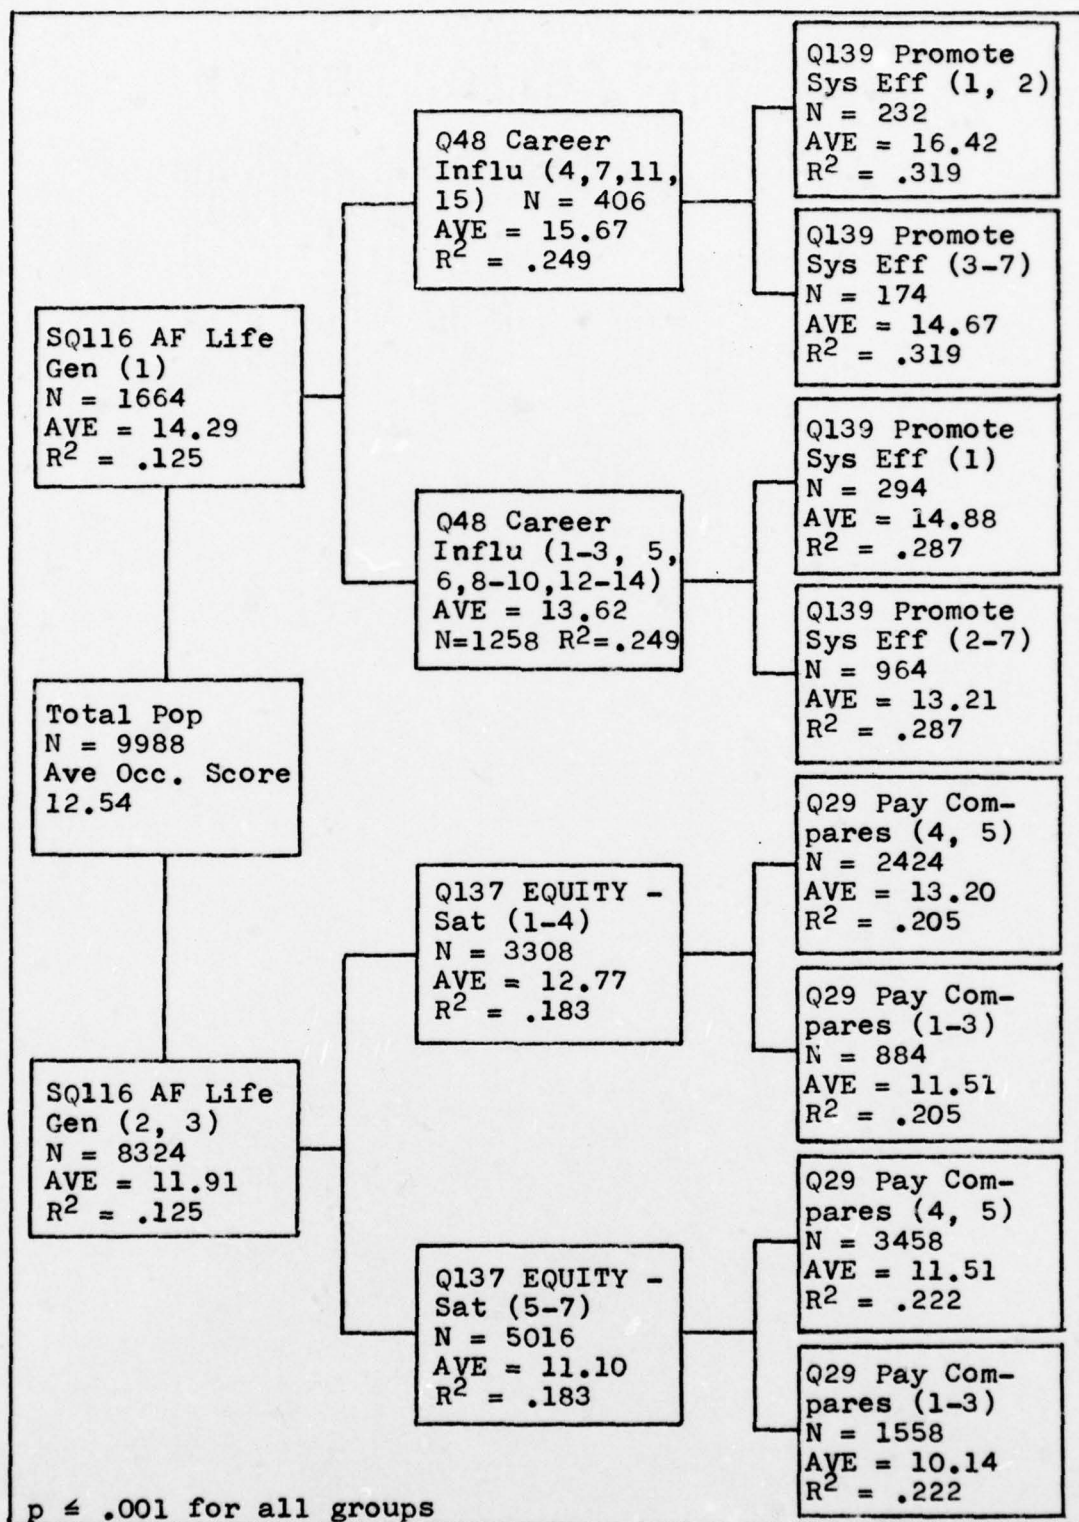 SQ116 AF Life
Gen (1)
N = 1664
AVE = 14.29
R² = .125
Total Pop
N = 9988
Ave Occ. Score
12.54
SQ116 AF Life
Gen (2, 3)
N = 8324
AVE = 11.91
R² = .125
Q48 Career
Influ (4,7,11,
15) N = 406
AVE = 15.67
R² = .249
Q48 Career
Influ (1-3, 5,
6,8-10,12-14)
AVE = 13.62
N=1258 R²=.249
Q137 EQUITY -
Sat (1-4)
N = 3308
AVE = 12.77
R² = .183
Q137 EQUITY -
Sat (5-7)
N = 5016
AVE = 11.10
R² = .183
Q139 Promote
Sys Eff (1, 2)
N = 232
AVE = 16.42
R² = .319
Q139 Promote
Sys Eff (3-7)
N = 174
AVE = 14.67
R² = .319
Q139 Promote
Sys Eff (1)
N = 294
AVE = 14.88
R² = .287
Q139 Promote
Sys Eff (2-7)
N = 964
AVE = 13.21
R² = .287
Q29 Pay Com-
pares (4, 5)
N = 2424
AVE = 13.20
R² = .205
Q29 Pay Com-
pares (1-3)
N = 884
AVE = 11.51
R² = .205
Q29 Pay Com-
pares (4, 5)
N = 3458
AVE = 11.51
R² = .222
Q29 Pay Com-
pares (1-3)
N = 1558
AVE = 10.14
R² = .222
p ≤ .001 for all groups